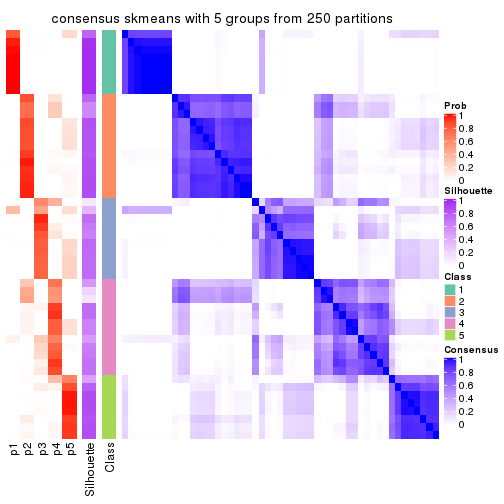 consensus skmeans with 5 groups from 250 partitions
Prob
1
0.8
0.6
0.4
0.2
0
Silhouette
1
0.8
0.6
0.4
0.2
0
Class
1
2
3
4
5
Consensus
1
0.8
0.6
0.4
0.2
0
p1
p2
p3
p4
p5
Silhouette
Class